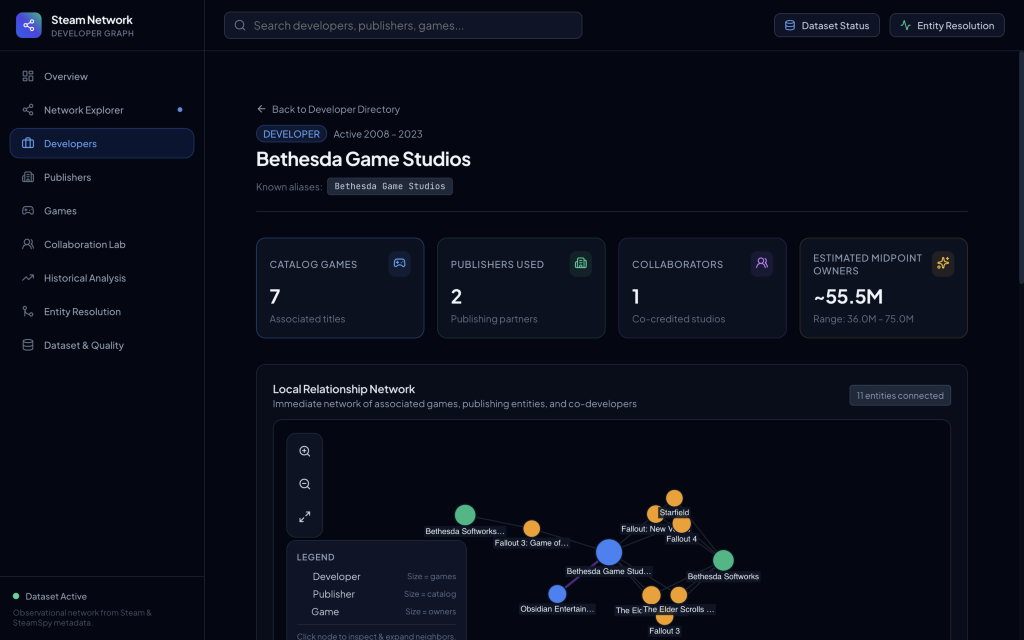 Steam Network
DEVELOPER GRAPH
Search developers, publishers, games...
Dataset Status
Entity Resolution
Overview
Network Explorer
Developers
Publishers
Games
Collaboration Lab
Historical Analysis
Entity Resolution
Dataset & Quality
Dataset Active
Observational network from Steam &
SteamSpy metadata.
Back to Developer Directory
DEVELOPER Active 2008 – 2023
Bethesda Game Studios
Known aliases: Bethesda Game Studios
CATALOG GAMES
7
Associated titles
PUBLISHERS USED
2
Publishing partners
COLLABORATORS
1
Co-credited studios
ESTIMATED MIDPOINT
OWNERS
~55.5M
Range: 36.0M – 75.0M
Local Relationship Network
Immediate network of associated games, publishing entities, and co-developers
11 entities connected
LEGEND
Developer Size = games
Publisher Size = catalog
Game Size = owners
Click node to inspect & expand neighbors.
Starfield
Bethesda Softworks...
Fallout: New V
Fallout 4
Fallout 3: Game of...
Bethesda Game Stud...
Bethesda Softworks
Obsidian Entertain...
The El
The Elder Scrolls ...
Fallout 3